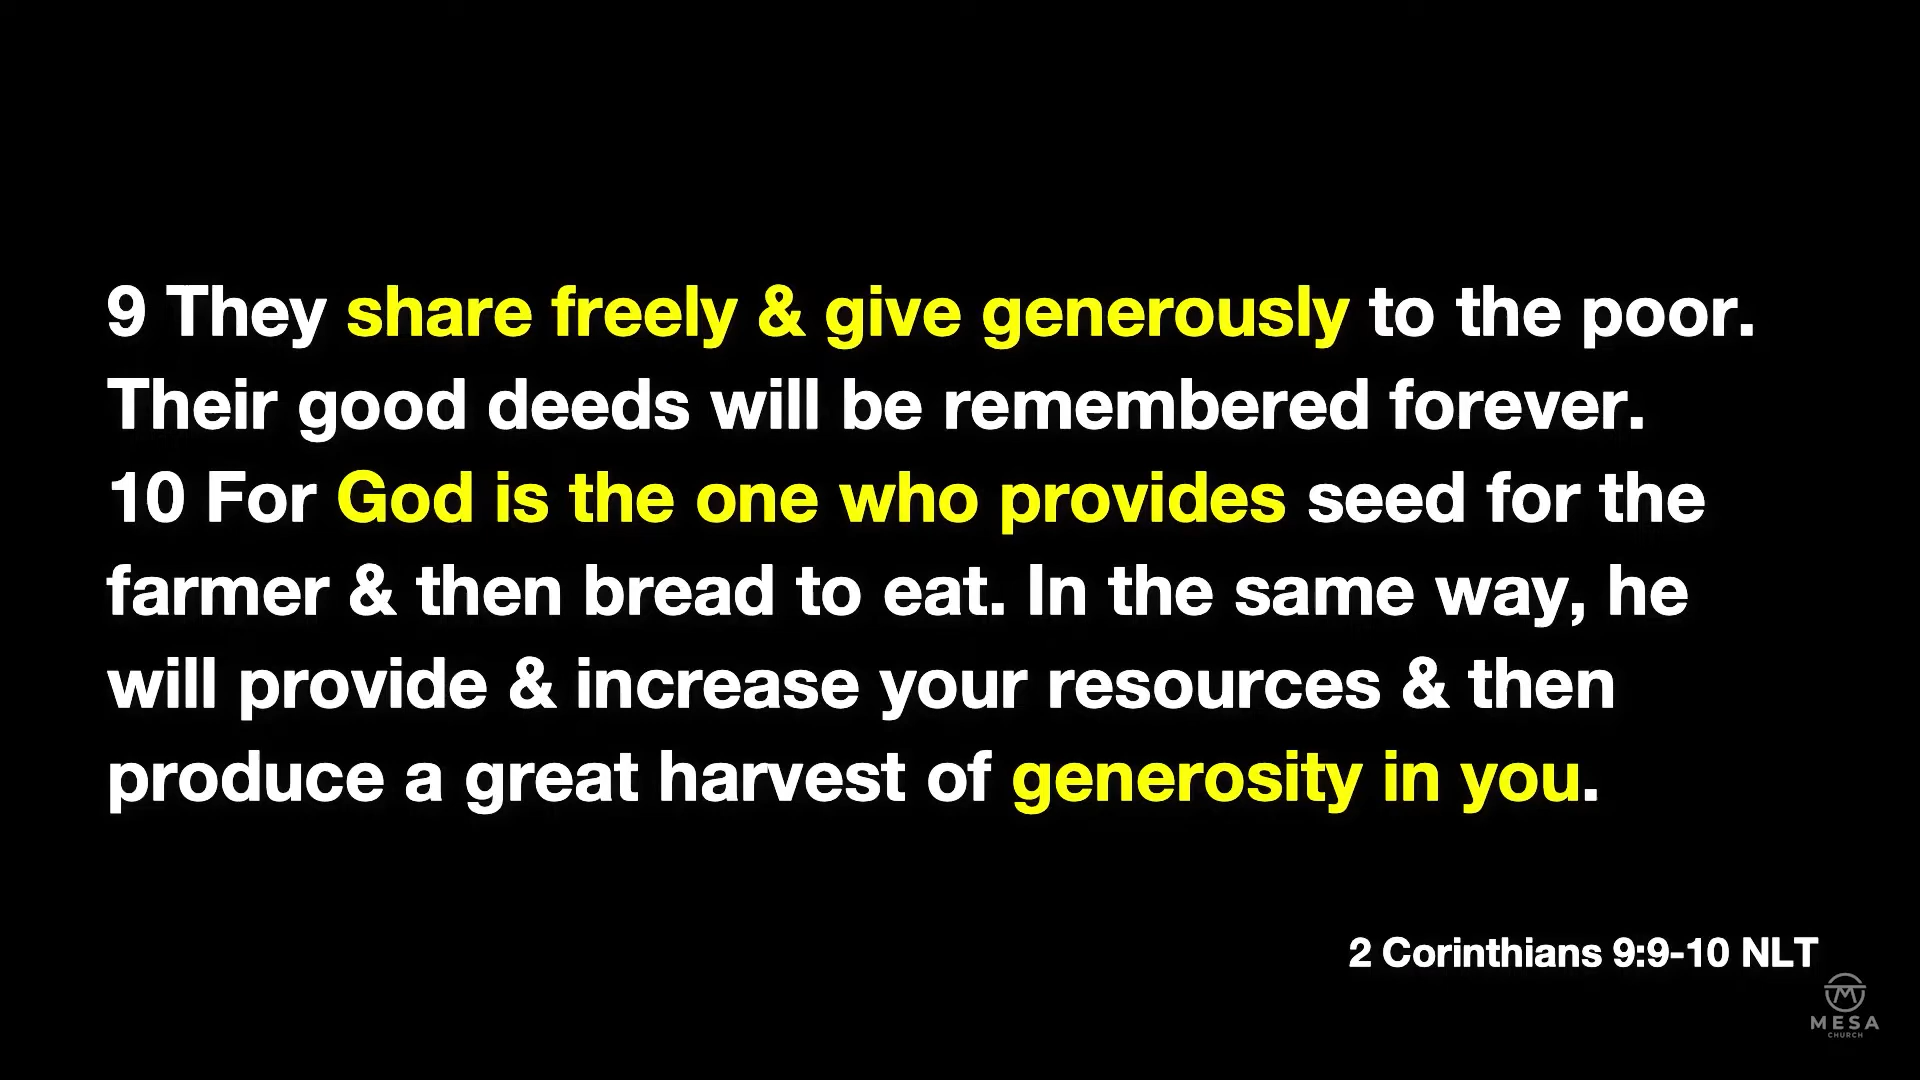 9 They share freely & give generously to the poor.
Their good deeds will be remembered forever.
10 For God is the one who provides seed for the
farmer & then bread to eat. In the same way, he
will provide & increase your resources & then
produce a great harvest of generosity in you.
2 Corinthians 9:9-10 NLT
MESA
CHURCH